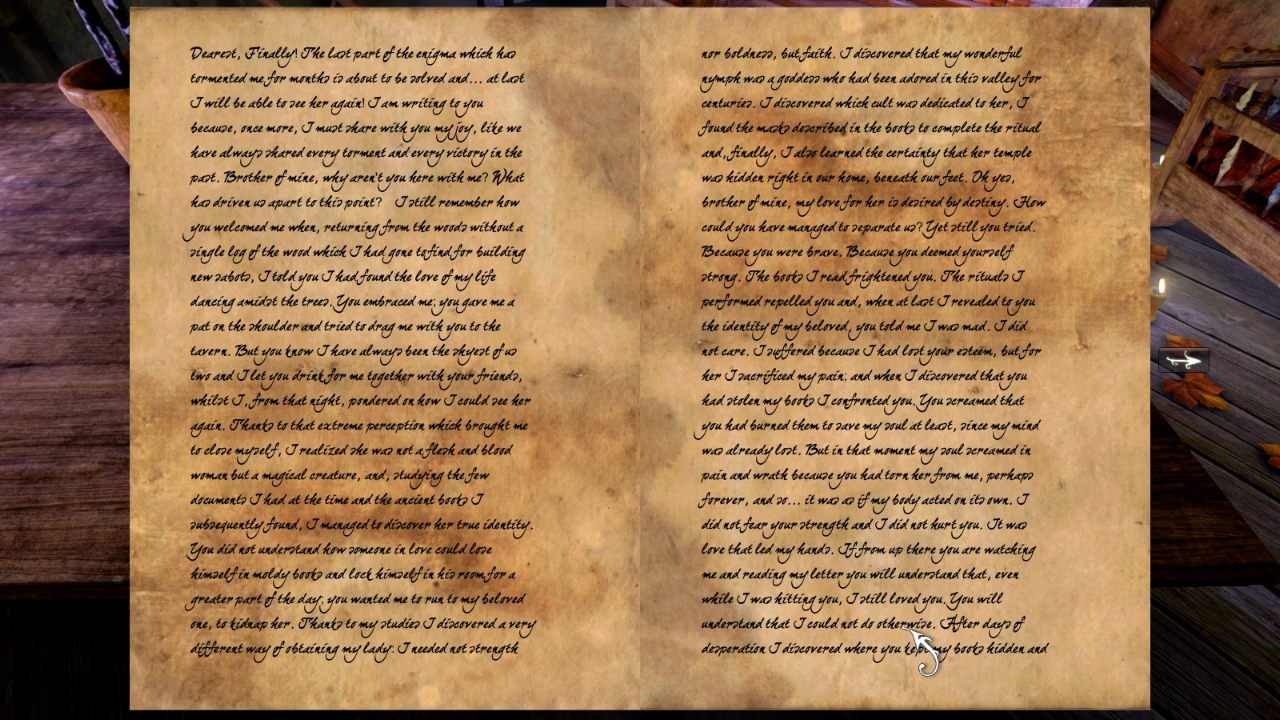 Dearest, Finally! The last part of the enigma which has
tormented me for months is about to be solved and... at last
I will be able to see her again! I am writing to you
because, once more, I must share with you my joy, like we
have always shared every torment and every victory in the
past. Brother of mine, why aren't you here with me? What
has driven us apart to this point? I still remember how
you welcomed me when, returning from the woods without a
single log of the wood which I had gone to find for building
new sabots, I told you I had found the love of my life
dancing amidst the trees. You embraced me; you gave me a
pat on the shoulder and tried to drag me with you to the
tavern. But you know I have always been the shyest of us
two and I let you drink for me together with your friends,
whilst I, from that night, pondered on how I could see her
again. Thanks to that extreme perception which brought me
to close myself, I realized she was not a flesh and blood
woman but a magical creature, and, studying the few
documents I had at the time and the ancient books I
subsequently found, I managed to discover her true identity.
You did not understand how someone in love could lose
himself in moldy books and lock himself in his room for a
greater part of the day; you wanted me to run to my beloved
one, to kidnap her. Thanks to my studies I discovered a very
different way of obtaining my lady: I needed not strength
nor boldness, but faith. I discovered that my wonderful
nymph was a goddess who had been adored in this valley for
centuries. I discovered which cult was dedicated to her, I
found the masks described in the books to complete the ritual
and, finally, I also learned the certainty that her temple
was hidden right in our home, beneath our feet. Oh yes,
brother of mine, my love for her is desired by destiny. How
could you have managed to separate us? Yet still you tried.
Because you were brave. Because you deemed yourself
strong. The books I read frightened you. The rituals I
performed repelled you and, when at last I revealed to you
the identity of my beloved, you told me I was mad. I did
not care. I suffered because I had lost your esteem, but for
her I sacrificed my pain; and when I discovered that you
had stolen my books I confronted you. You screamed that
you had burned them to save my soul at least, since my mind
was already lost. But in that moment my soul screamed in
pain and wrath because you had torn her from me, perhaps
forever, and so... it was as if my body acted on its own. I
did not fear your strength and I did not hurt you. It was
love that led my hands. If from up there you are watching
me and reading my letter you will understand that, even
while I was hitting you, I still loved you. You will
understand that I could not do otherwise. After days of
desperation I discovered where you kept my books hidden and